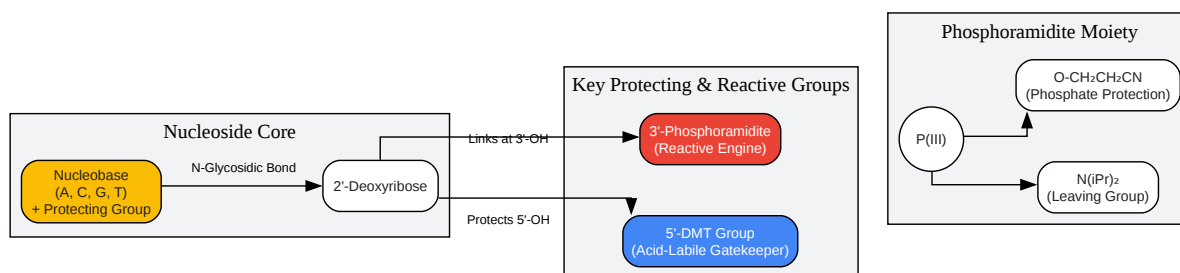 Nucleoside Core
Nucleobase
(A, C, G, T)
+ Protecting Group
N-Glycosidic Bond
2'-Deoxyribose
Links at 3'-OH
Protects 5'-OH
Key Protecting & Reactive Groups
3'-Phosphoramidite
(Reactive Engine)
5'-DMT Group
(Acid-Labile Gatekeeper)
Phosphoramidite Moiety
P(III)
O-CH₂CH₂CN
(Phosphate Protection)
N(iPr)₂
(Leaving Group)